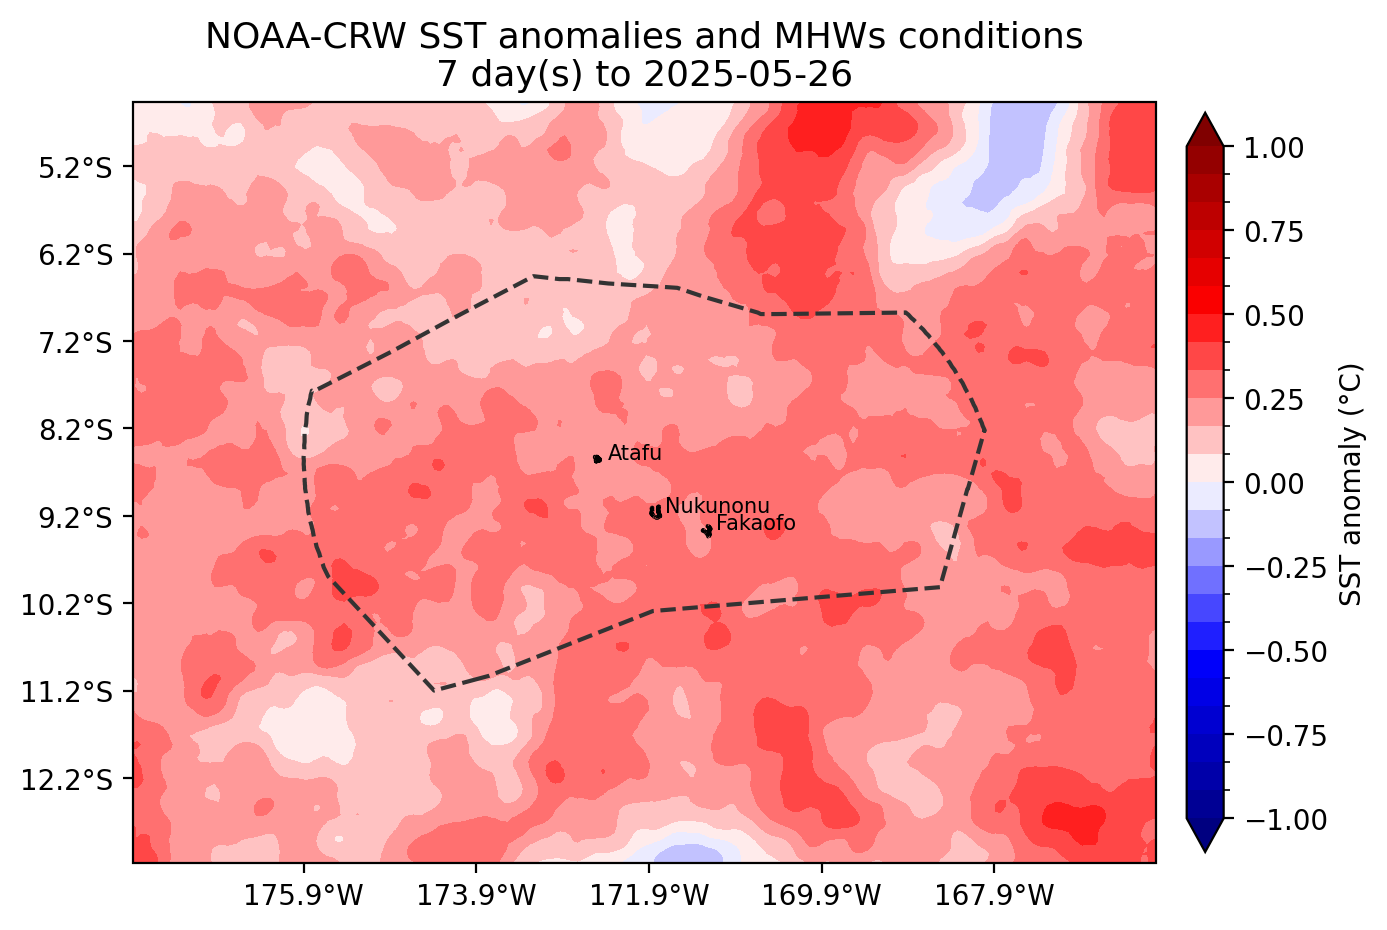 NOAA-CRW SST anomalies and MHWs conditions
7 day(s) to 2025-05-26
5.2°S
6.2°S
7.2°S
8.2°S
9.2°S
10.2°S
11.2°S
12.2°S
Atafu
Nukunonu
Fakaofo
175.9°W
173.9°W
171.9°W
169.9°W
167.9°W
1.00
0.75
0.50
0.25
0.00
−0.25
−0.50
−0.75
−1.00
SST anomaly (°C)